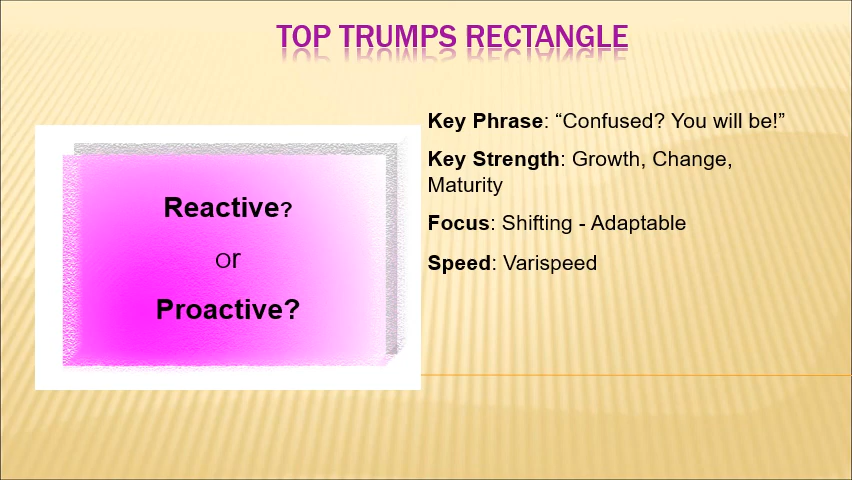 TOP TRUMPS RECTANGLE
Reactive?
or
Proactive?
Key Phrase: “Confused? You will be!”
Key Strength: Growth, Change,
Maturity
Focus: Shifting - Adaptable
Speed: Varispeed